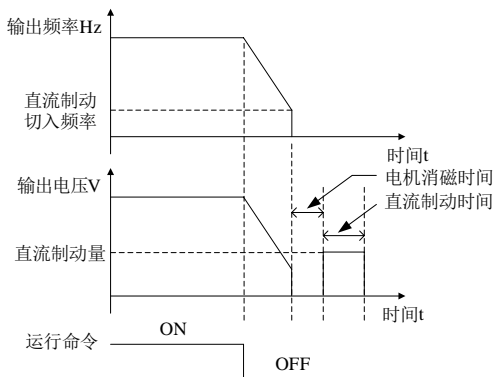 输出频率Hz
直流制动
切入频率
时间t
输出电压V
电机消磁时间
直流制动时间
直流制动量
时间t
运行命令
ON
OFF